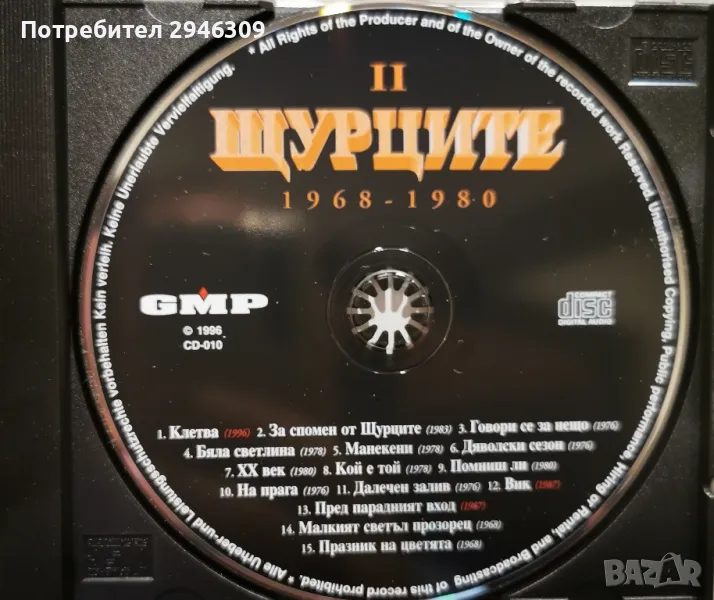 Потребител 2946309
* All Rights of the Producer and of the Owner of the recorded work Reserved. Unauthorised Copying, Public performance, Hiring or Rental, and Broadcasting of this record prohibited. * Alle Urheber-und Leistungsschutzrechte vorbehalten Kein verleih. Keine Unerlaubte Vervielfaltigung.
II
ЩУРЦИТЕ
1968 - 1980
GMP
© 1996
CD-010
COMPACT
disc
DIGITAL AUDIO
1. Клетва (1996) 2. За спомен от Щурците (1983) 3. Говори се за нещо (1976)
4. Бяла светлина (1978) 5. Манекени (1978) 6. Дяволски сезон (1976)
7. XX век (1980) 8. Кой е той (1978) 9. Помниш ли (1980)
10. На прага (1976) 11. Далечен залив (1976) 12. Вик (1987)
13. Пред парадният вход (1987)
14. Малкият светъл прозорец (1968)
15. Празник на цветята (1968)
BAZAR